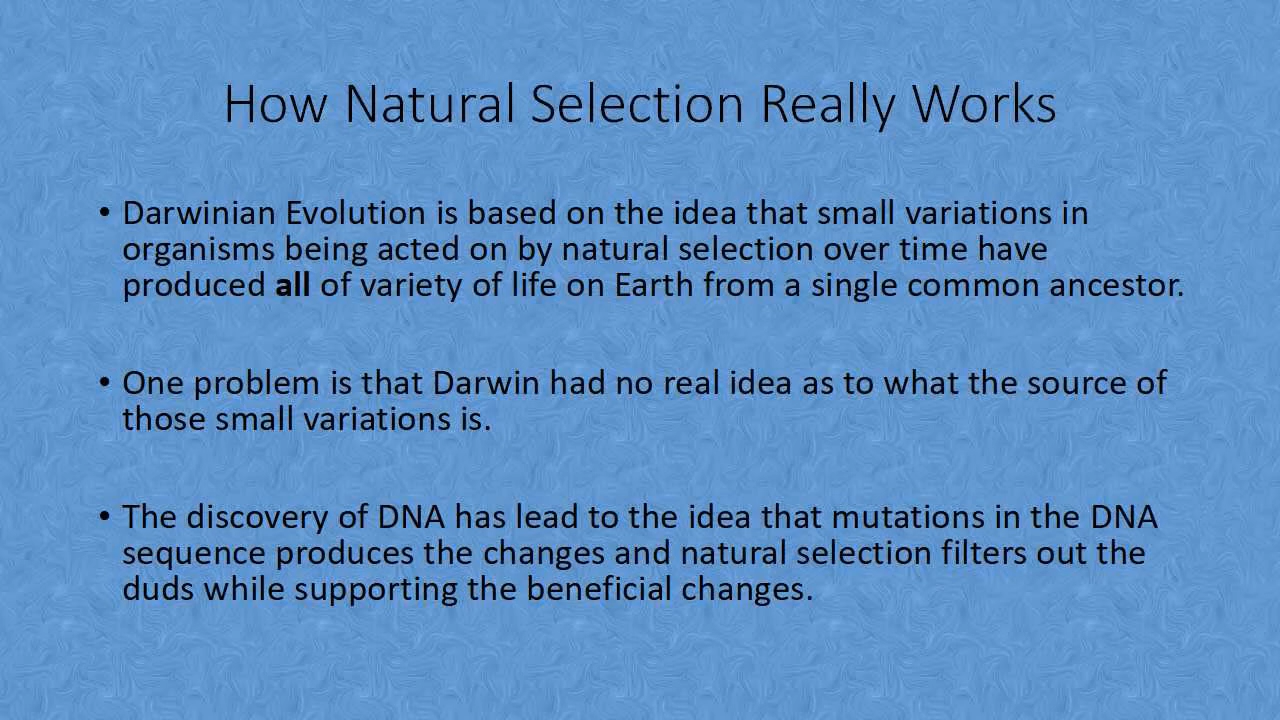 How Natural Selection Really Works
• Darwinian Evolution is based on the idea that small variations in
organisms being acted on by natural selection over time have
produced all of variety of life on Earth from a single common ancestor.
• One problem is that Darwin had no real idea as to what the source of
those small variations is.
• The discovery of DNA has lead to the idea that mutations in the DNA
sequence produces the changes and natural selection filters out the
duds while supporting the beneficial changes.